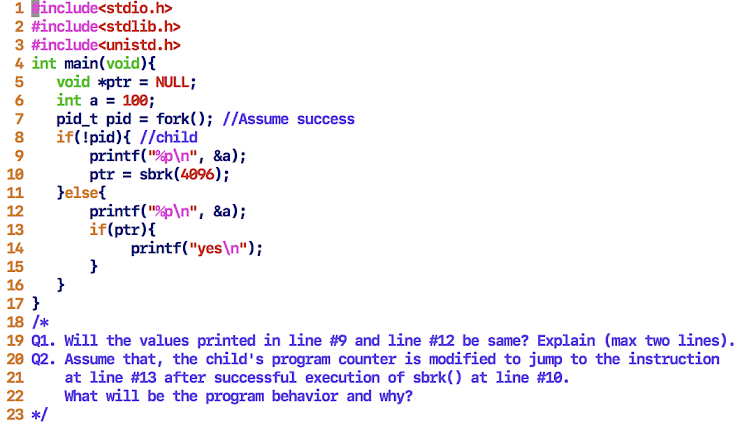 1 #include<stdio.h>
2 #include<stdlib.h>
3 #include<unistd.h>
4 int main(void){
5    void *ptr = NULL;
6    int a = 100;
7    pid_t pid = fork(); //Assume success
8    if(!pid){ //child
9        printf("%p\n", &a);
10        ptr = sbrk(4096);
11    }else{
12        printf("%p\n", &a);
13        if(ptr){
14             printf("yes\n");
15        }
16    }
17 }
18 /*
19 Q1. Will the values printed in line #9 and line #12 be same? Explain (max two lines).
20 Q2. Assume that, the child's program counter is modified to jump to the instruction
21     at line #13 after successful execution of sbrk() at line #10.
22     What will be the program behavior and why?
23 */